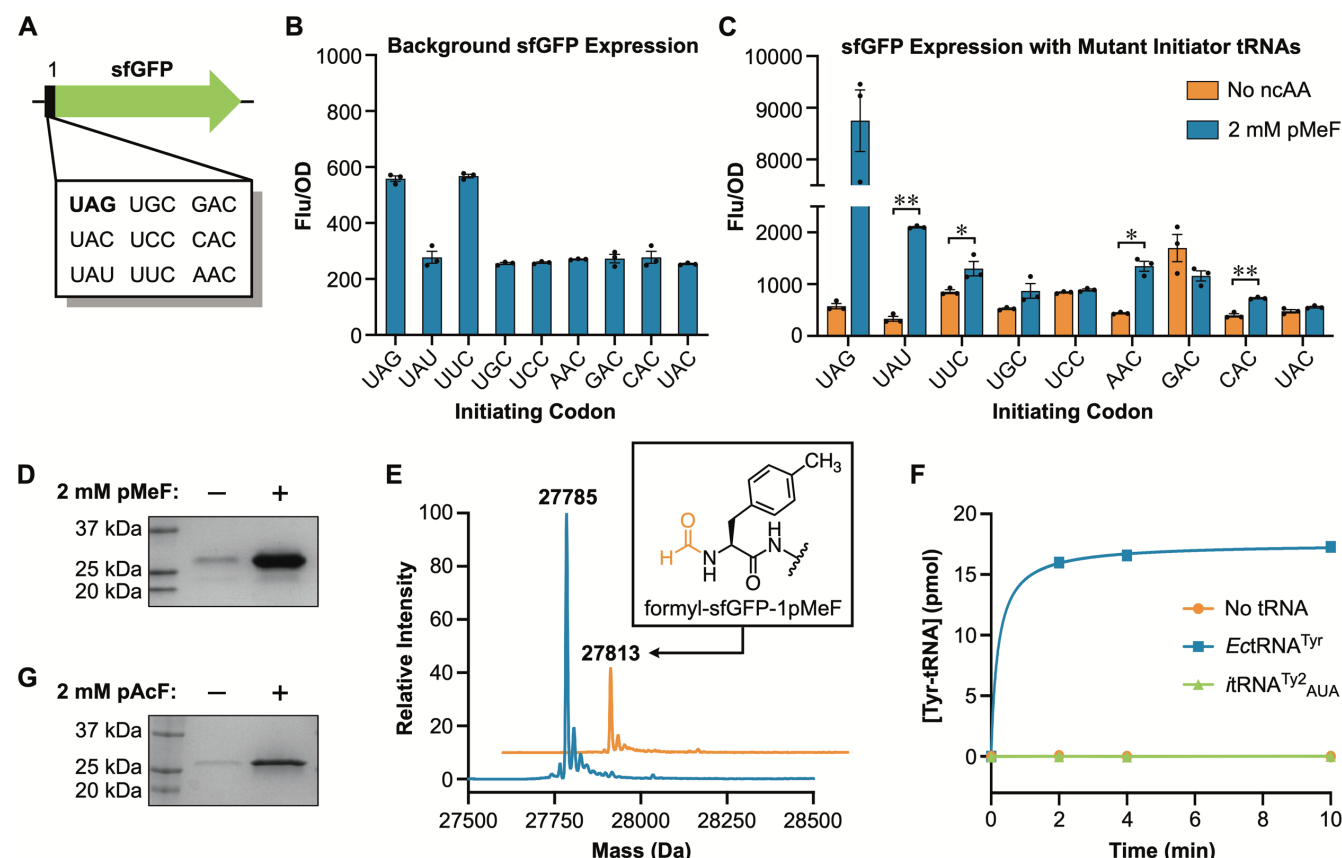 A
1 sfGFP
UAG UGC GAC
UAC UCC CAC
UAU UUC AAC
B
Background sfGFP Expression
Flu/OD
1000
800
600
400
200
0
UAG UAU UUC UGC UCC AAC GAC CAC UAC
Initiating Codon
C
sfGFP Expression with Mutant Initiator tRNAs
No ncAA
2 mM pMeF
Flu/OD
10000
9000
8000
2000
1000
0
** * * **
UAG UAU UUC UGC UCC AAC GAC CAC UAC
Initiating Codon
D
2 mM pMeF: − +
37 kDa
25 kDa
20 kDa
E
Relative Intensity
100
80
60
40
20
0
27785
27813
O
H N H
CH3
H
N
O
formyl-sfGFP-1pMeF
27500 27750 28000 28250 28500
Mass (Da)
F
[Tyr-tRNA] (pmol)
20
15
10
5
0
No tRNA
EctRNATyr
itRNATy2AUA
0 2 4 6 8 10
Time (min)
G
2 mM pAcF: − +
37 kDa
25 kDa
20 kDa